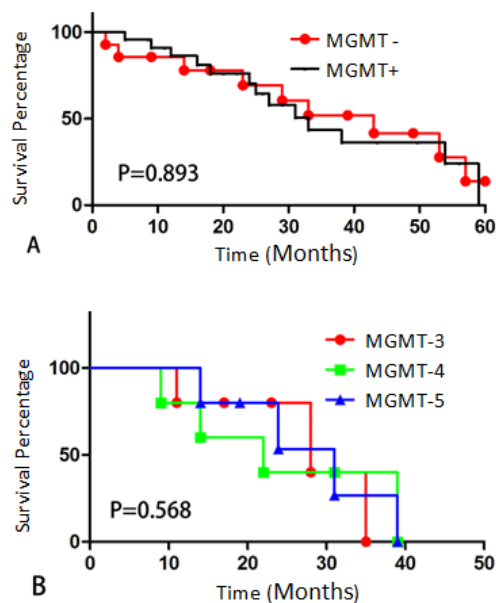 100
50
0
Survival Percentage
MGMT -
MGMT+
P=0.893
0 10 20 30 40 50 60
A
Time (Months)
MGMT-3
MGMT-4
MGMT-5
100
50
0
Survival Percentage
P=0.568
0 10 20 30 40 50
B
Time (Months)